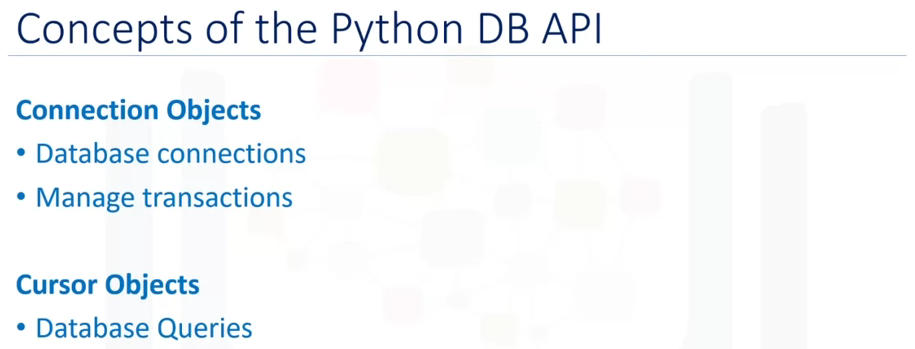 Concepts of the Python DB API
Connection Objects
• Database connections
• Manage transactions
Cursor Objects
• Database Queries